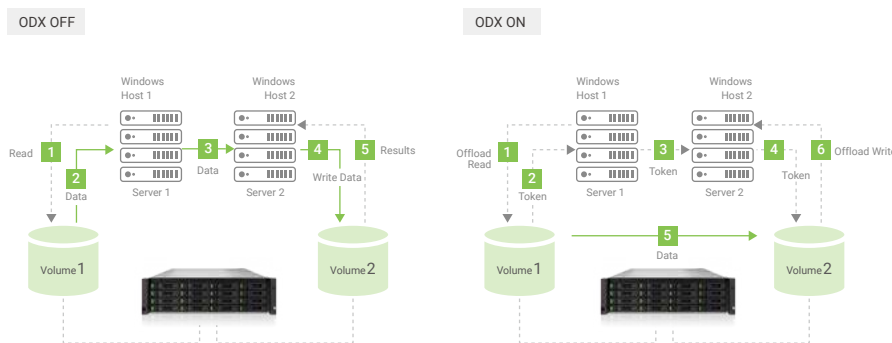 ODX OFF
Windows
Host 1
Windows
Host 2
Read
1
2
Data
3
Data
4
Write Data
5
Results
Server 1
Server 2
Volume1
Volume2
ODX ON
Windows
Host 1
Windows
Host 2
Offload
Read
1
2
Token
3
Token
4
Token
6
Offload Write
Server 1
Server 2
5
Data
Volume1
Volume2